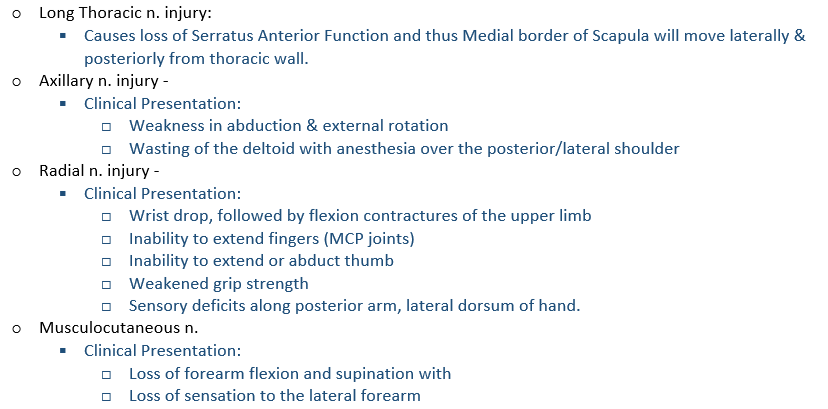 Long Thoracic n. injury:
Causes loss of Serratus Anterior Function and thus Medial border of Scapula will move laterally &
posteriorly from thoracic wall.
Axillary n. injury -
Clinical Presentation:
Weakness in abduction & external rotation
Wasting of the deltoid with anesthesia over the posterior/lateral shoulder
Radial n. injury -
Clinical Presentation:
Wrist drop, followed by flexion contractures of the upper limb
Inability to extend fingers (MCP joints)
Inability to extend or abduct thumb
Weakened grip strength
Sensory deficits along posterior arm, lateral dorsum of hand.
Musculocutaneous n.
Clinical Presentation:
Loss of forearm flexion and supination with
Loss of sensation to the lateral forearm